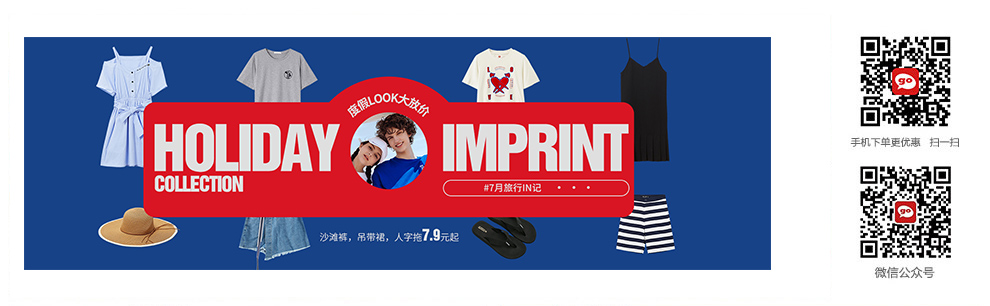 度假LOOK大放价
HOLIDAY
IMPRINT
COLLECTION
#7月旅行IN记
沙滩裤，吊带裙，人字拖7.9元起
go
手机下单更优惠 扫一扫
go
微信公众号